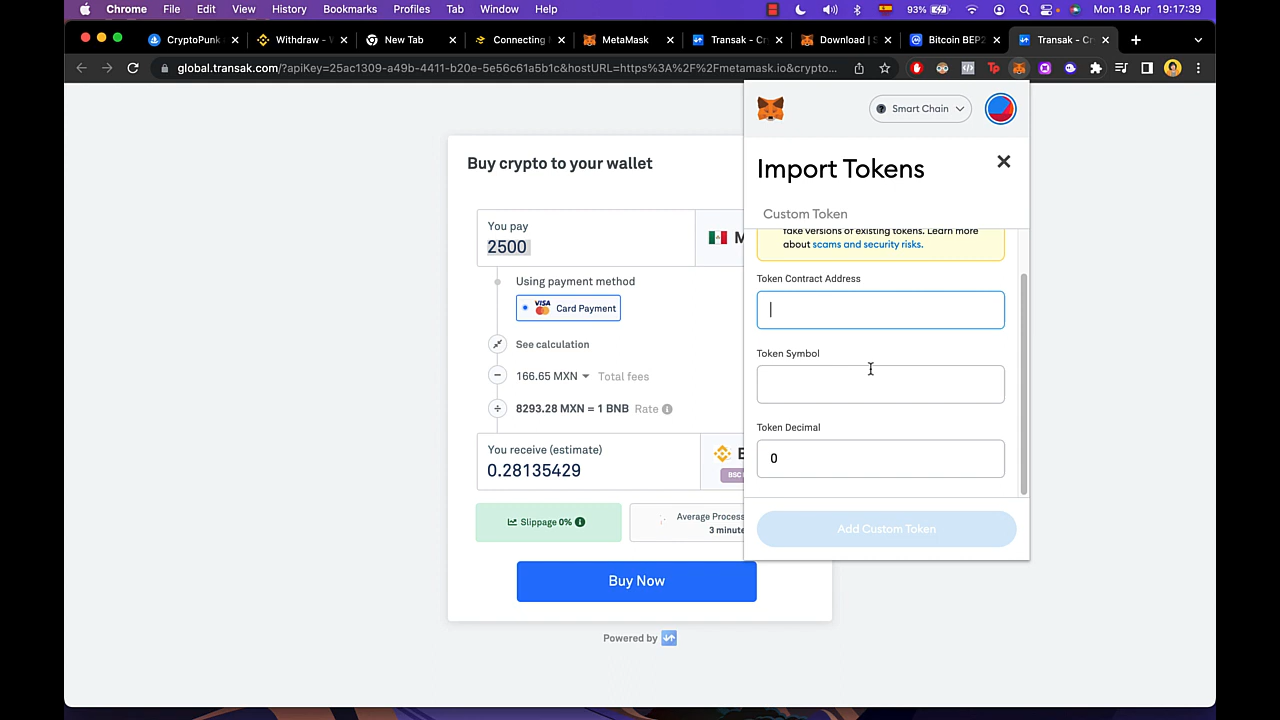 Chrome File Edit View History Bookmarks Profiles Tab Window Help 93% Mon 18 Apr 19:17:39
CryptoPunk Withdraw - New Tab Connecting MetaMask Transak - Cr Download | S Bitcoin BEP2 Transak - Cr
global.transak.com/?apiKey=25ac1309-a49b-4411-b20e-5e56c61a5b1c&hostURL=https%3A%2F%2Fmetamask.io&crypto...
Smart Chain
Buy crypto to your wallet
Import Tokens
Custom Token
You pay
2500
M
fake versions of existing tokens. Learn more
about scams and security risks.
Using payment method
VISA Card Payment
Token Contract Address
See calculation
Token Symbol
166.65 MXN Total fees
8293.28 MXN = 1 BNB Rate
Token Decimal
0
You receive (estimate)
0.28135429
BSC
Slippage 0%
Average Process
3 minute
Add Custom Token
Buy Now
Powered by